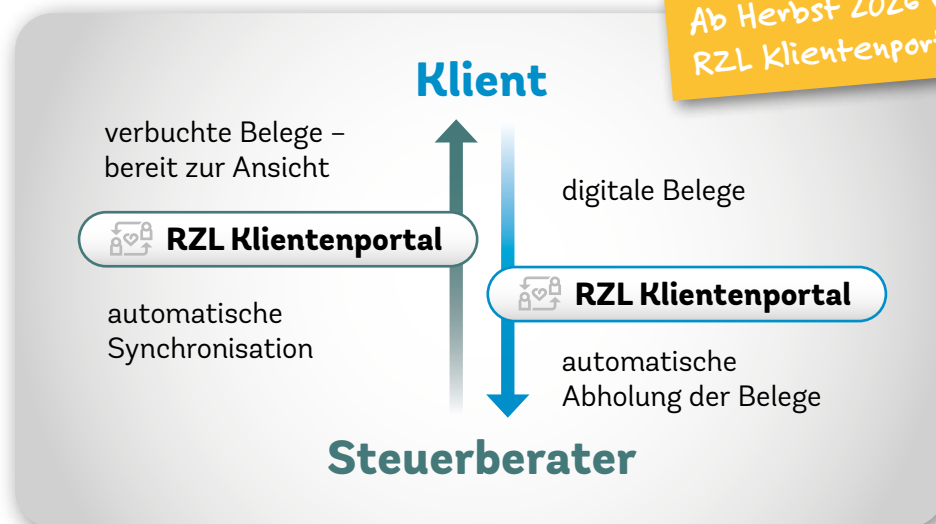 Ab Herbst 2026
RZL Klientenport
Klient
verbuchte Belege –
bereit zur Ansicht
digitale Belege
RZL Klientenportal
RZL Klientenportal
automatische
Synchronisation
automatische
Abholung der Belege
Steuerberater